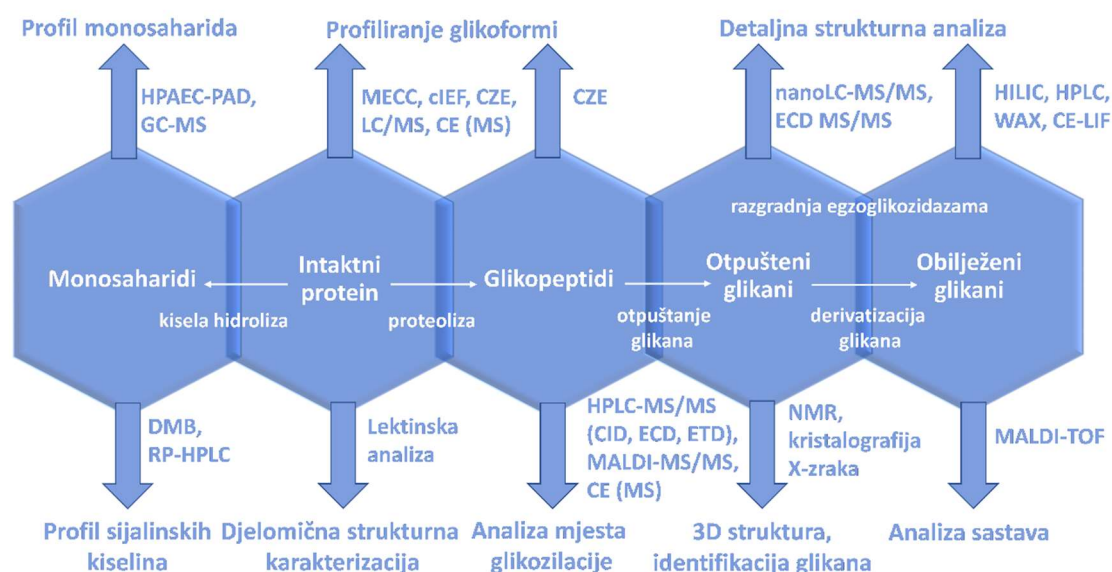 Profil monosaharida
Profiliranje glikoformi
Detaljna strukturna analiza
HPAEC-PAD,
GC-MS
MECC, cIEF, CZE,
LC/MS, CE (MS)
CZE
nanoLC-MS/MS,
ECD MS/MS
HILIC, HPLC,
WAX, CE-LIF
razgradnja egzoglikozidazama
Monosaharidi
Intaktni
protein
Glikopeptidi
Otpušteni
glikani
Obilježeni
glikani
kisela hidroliza
proteoliza
otpuštanje
glikana
derivatizacija
glikana
DMB,
RP-HPLC
Lektinska
analiza
HPLC-MS/MS
(CID, ECD, ETD),
MALDI-MS/MS,
CE (MS)
NMR,
kristalografija
X-zraka
MALDI-TOF
Profil sijalinskih
kiselina
Djelomična strukturna
karakterizacija
Analiza mjesta
glikozilacije
3D struktura,
identifikacija glikana
Analiza sastava